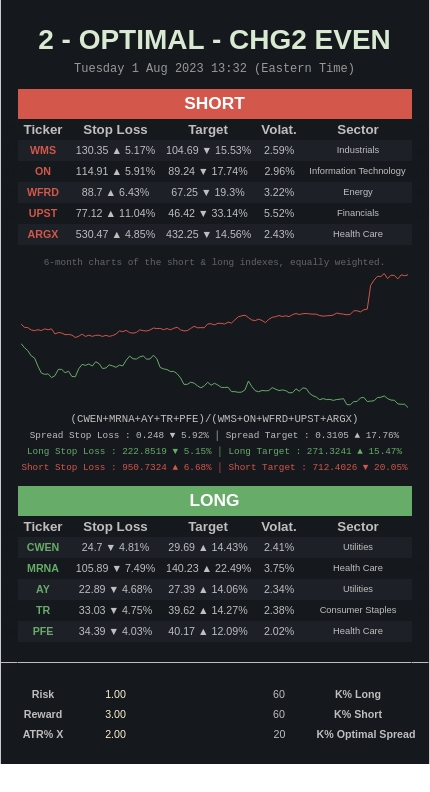 2 - OPTIMAL - CHG2 EVEN
Tuesday 1 Aug 2023 13:32 (Eastern Time)
SHORT
Ticker Stop Loss Target Volat. Sector
WMS 130.35 ▲ 5.17% 104.69 ▼ 15.53% 2.59% Industrials
ON 114.91 ▲ 5.91% 89.24 ▼ 17.74% 2.96% Information Technology
WFRD 88.7 ▲ 6.43% 67.25 ▼ 19.3% 3.22% Energy
UPST 77.12 ▲ 11.04% 46.42 ▼ 33.14% 5.52% Financials
ARGX 530.47 ▲ 4.85% 432.25 ▼ 14.56% 2.43% Health Care
6-month charts of the short & long indexes, equally weighted.
(CWEN+MRNA+AY+TR+PFE)/(WMS+ON+WFRD+UPST+ARGX)
Spread Stop Loss : 0.248 ▼ 5.92% | Spread Target : 0.3105 ▲ 17.76%
Long Stop Loss : 222.8519 ▼ 5.15% | Long Target : 271.3241 ▲ 15.47%
Short Stop Loss : 950.7324 ▲ 6.68% | Short Target : 712.4026 ▼ 20.05%
LONG
Ticker Stop Loss Target Volat. Sector
CWEN 24.7 ▼ 4.81% 29.69 ▲ 14.43% 2.41% Utilities
MRNA 105.89 ▼ 7.49% 140.23 ▲ 22.49% 3.75% Health Care
AY 22.89 ▼ 4.68% 27.39 ▲ 14.06% 2.34% Utilities
TR 33.03 ▼ 4.75% 39.62 ▲ 14.27% 2.38% Consumer Staples
PFE 34.39 ▼ 4.03% 40.17 ▲ 12.09% 2.02% Health Care
Risk 1.00 60 K% Long
Reward 3.00 60 K% Short
ATR% X 2.00 20 K% Optimal Spread